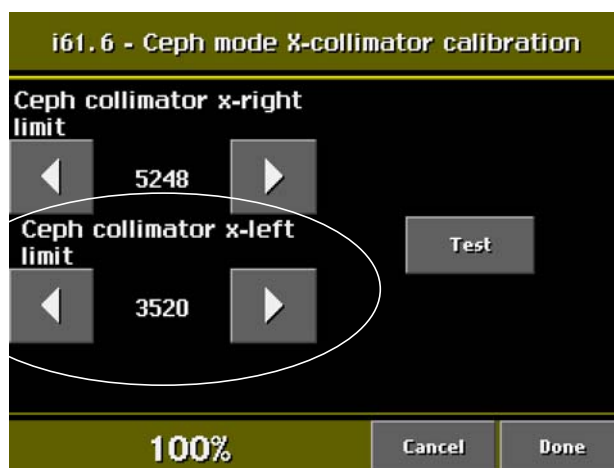 i61.6 - Ceph mode X-collimator calibration
Ceph collimator x-right
limit
5248
Ceph collimator x-left
limit
Test
3520
100%
Cancel
Done